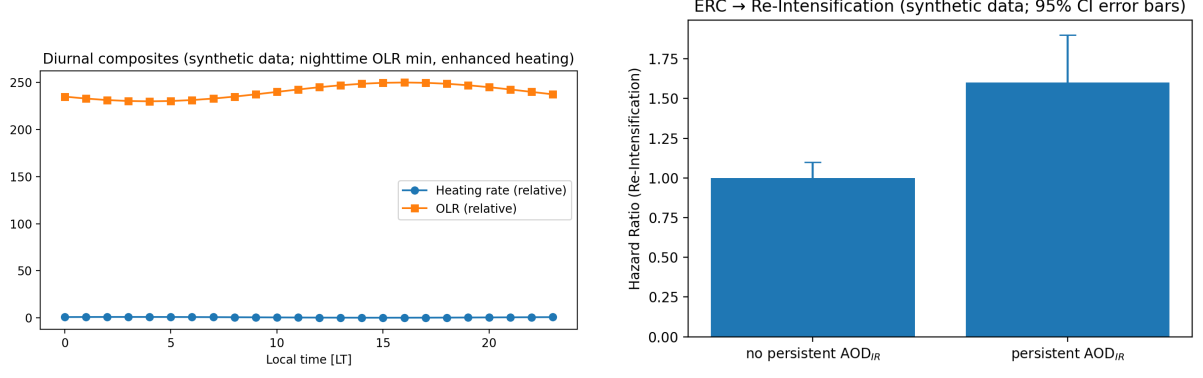 Diurnal composites (synthetic data; nighttime OLR min, enhanced heating)
250
200
150
100
50
0
Heating rate (relative)
OLR (relative)
0 5 10 15 20
Local time [LT]
ERC → Re-Intensification (synthetic data; 95% CI error bars)
Hazard Ratio (Re-Intensification)
1.75
1.50
1.25
1.00
0.75
0.50
0.25
0.00
no persistent AOD_IR persistent AOD_IR